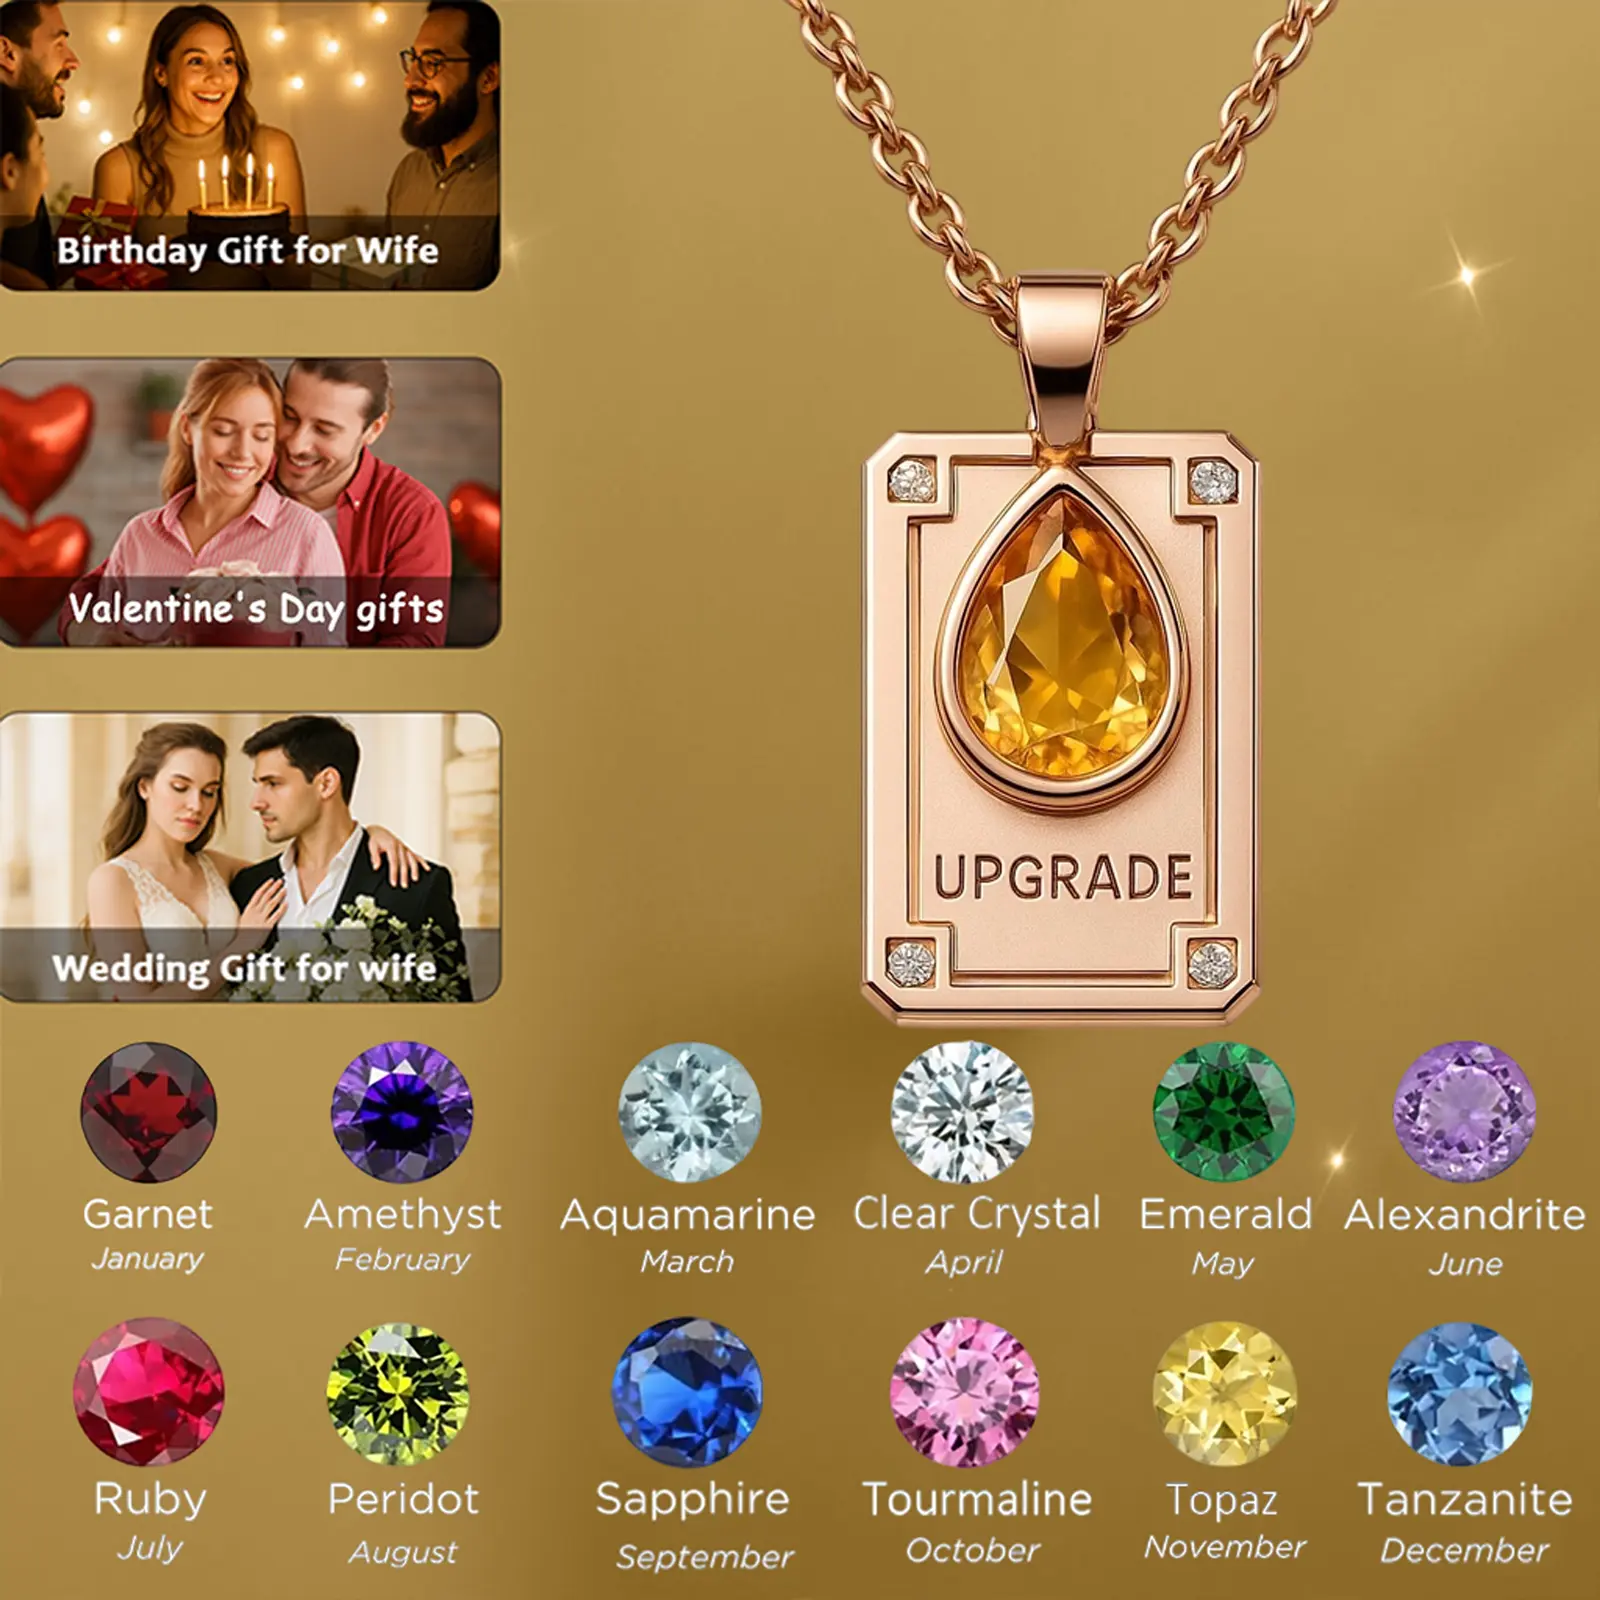 Birthday Gift for Wife
Valentine's Day gifts
Wedding Gift for wife
UPGRADE
Garnet
January
Amethyst
February
Aquamarine
March
Clear Crystal
April
Emerald
May
Alexandrite
June
Ruby
July
Peridot
August
Sapphire
September
Tourmaline
October
Topaz
November
Tanzanite
December